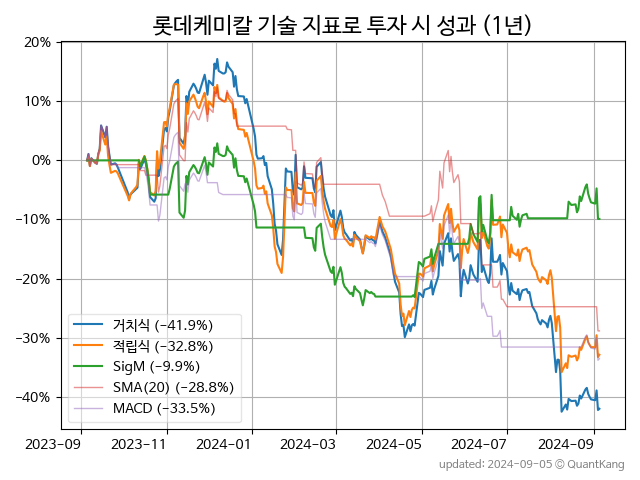 롯데케미칼 기술 지표로 투자 시 성과 (1년)
20%
10%
0%
−10%
−20%
−30%
−40%
거치식 (−41.9%)
적립식 (−32.8%)
SigM (−9.9%)
SMA(20) (−28.8%)
MACD (−33.5%)
2023-09 2023-11 2024-01 2024-03 2024-05 2024-07 2024-09
updated: 2024-09-05 © QuantKang